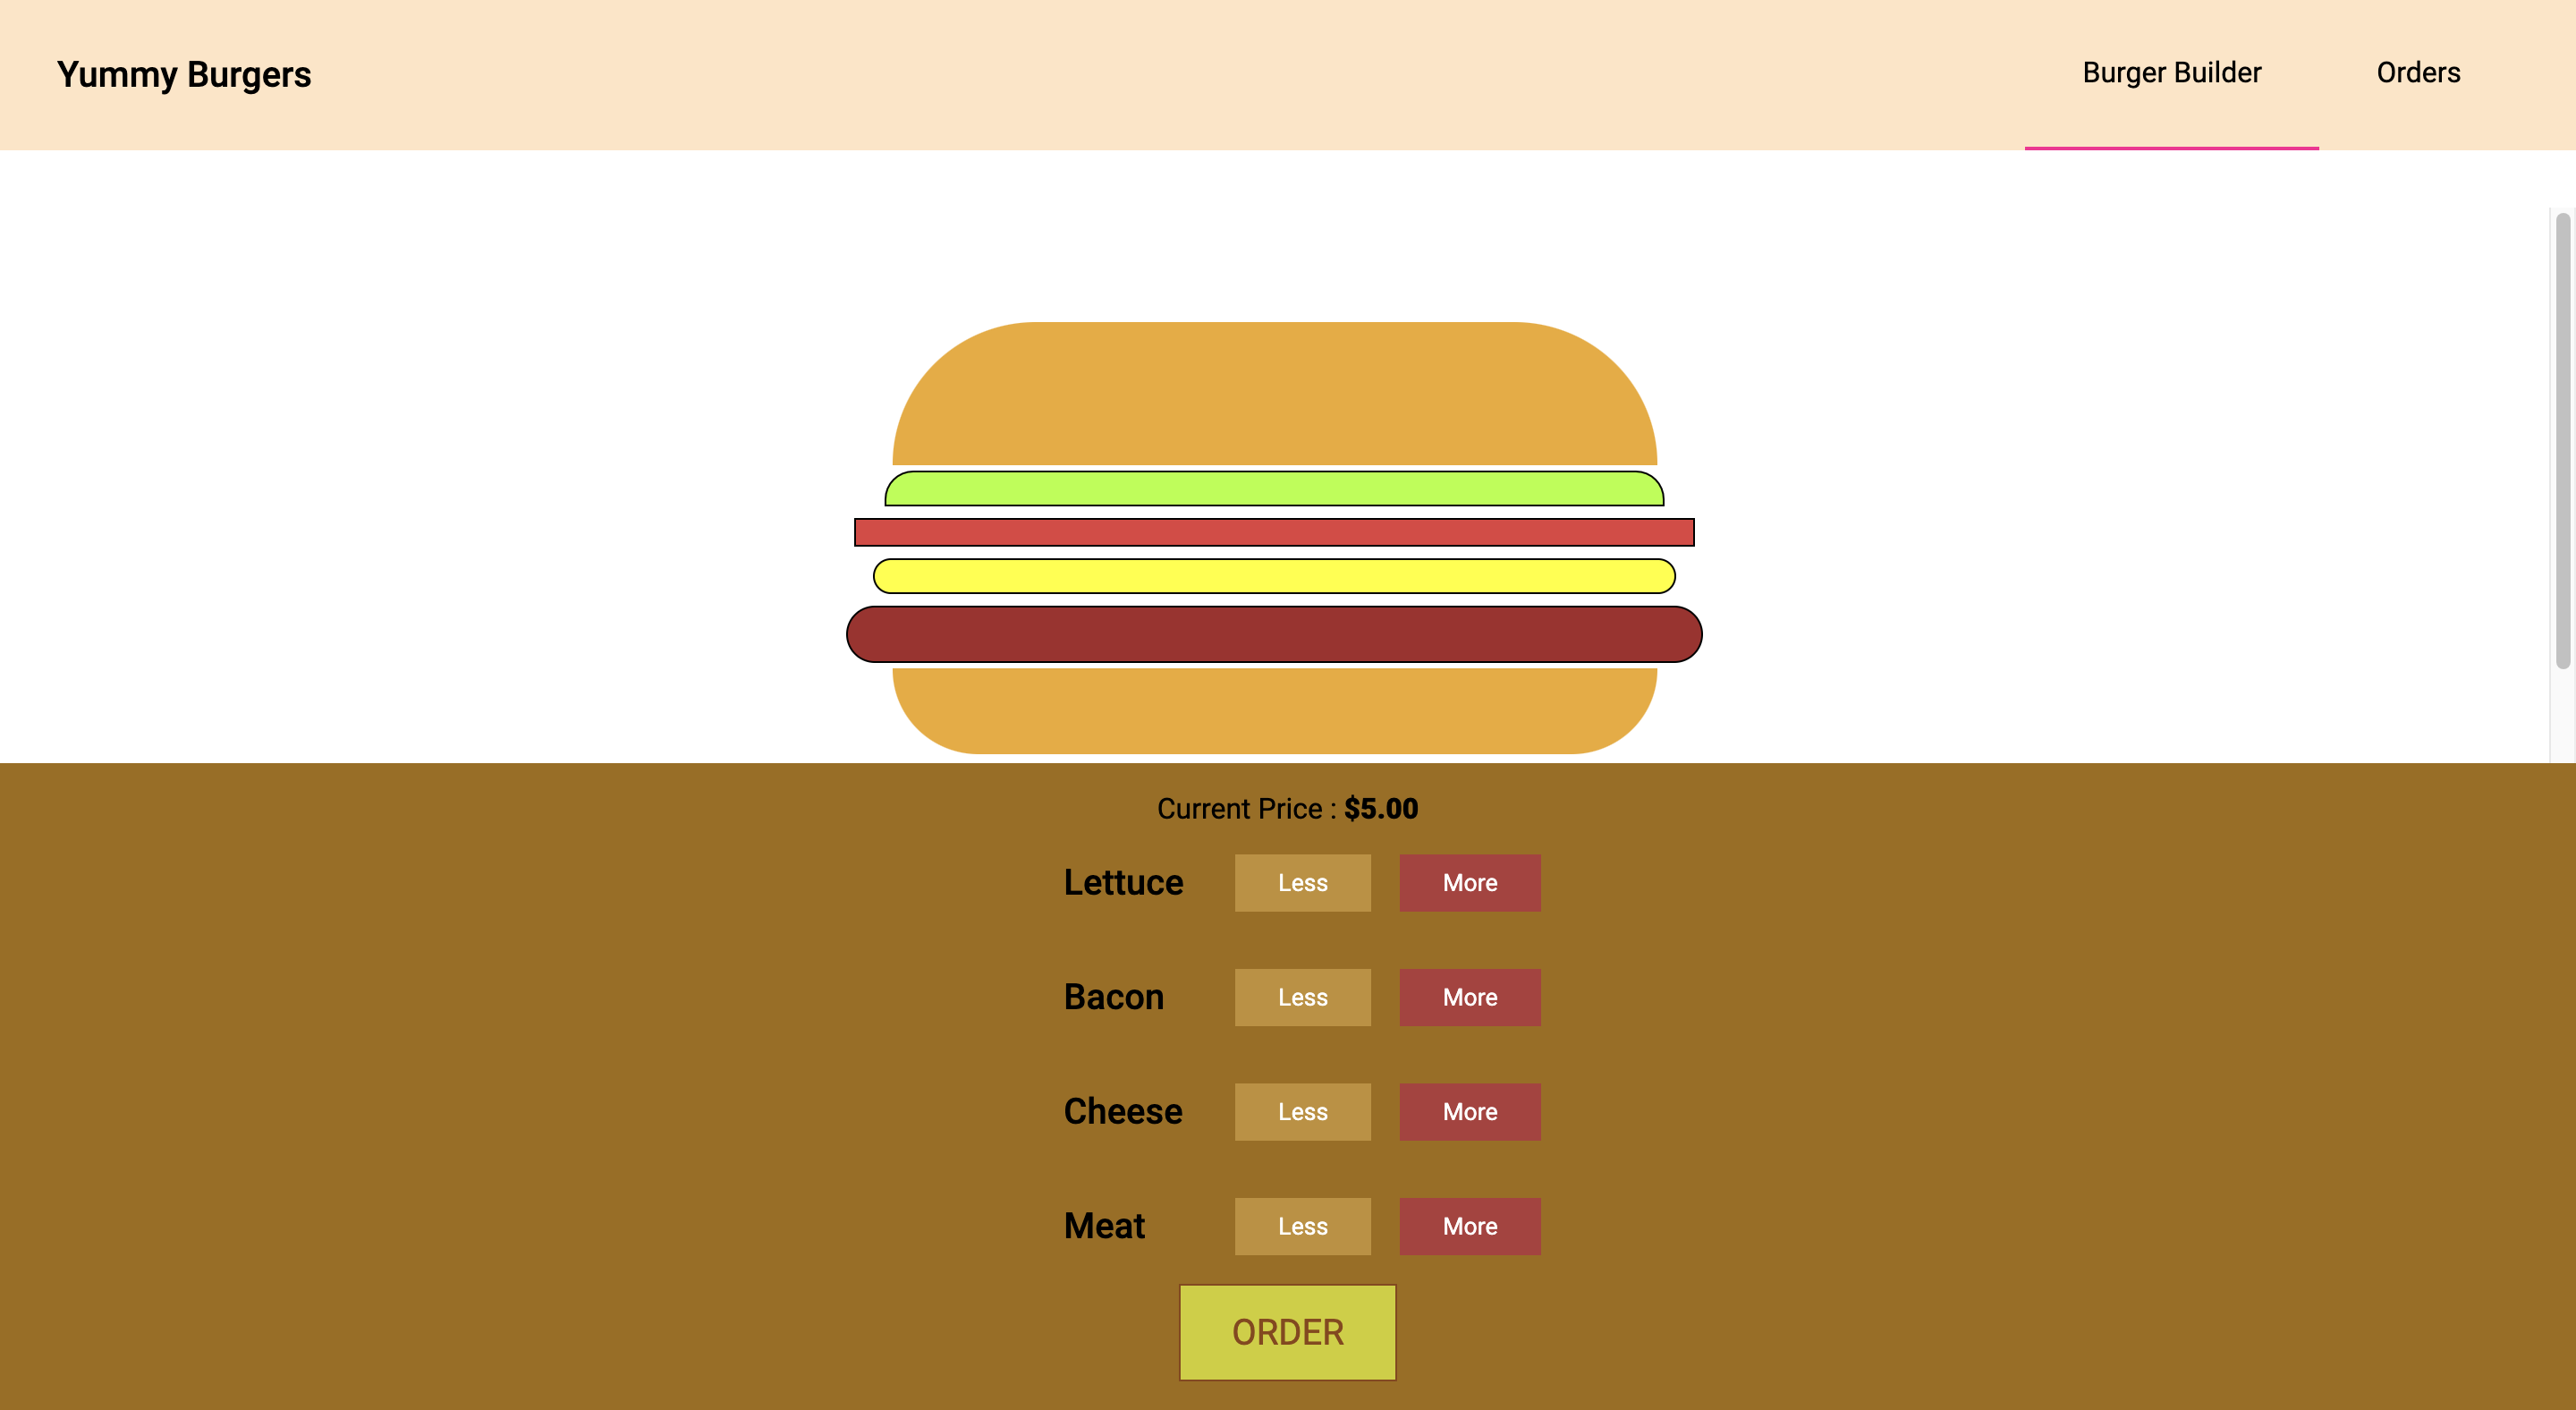 Yummy Burgers
Burger Builder
Orders
Current Price : $5.00
Lettuce Less More
Bacon Less More
Cheese Less More
Meat Less More
ORDER